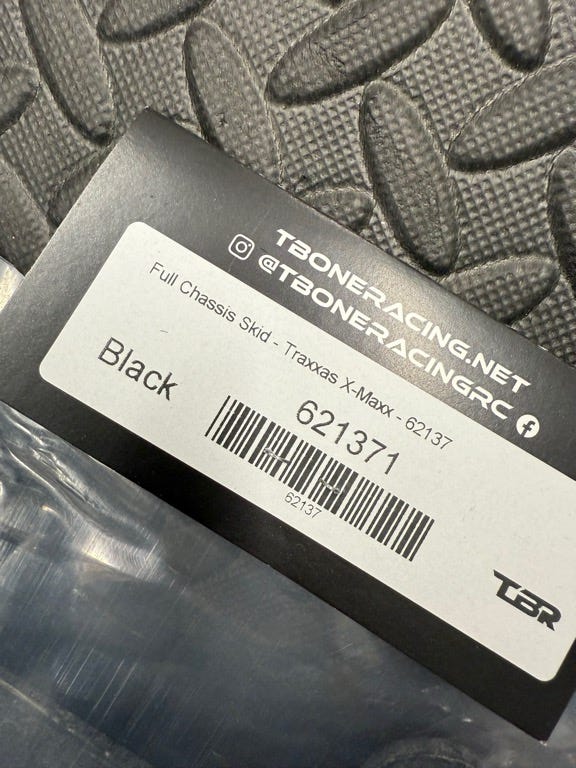 TBONERACING.NET
@TBONERACINGRC
Full Chassis Skid - Traxxas X-Maxx - 62137
Black
621371
62137
TBR